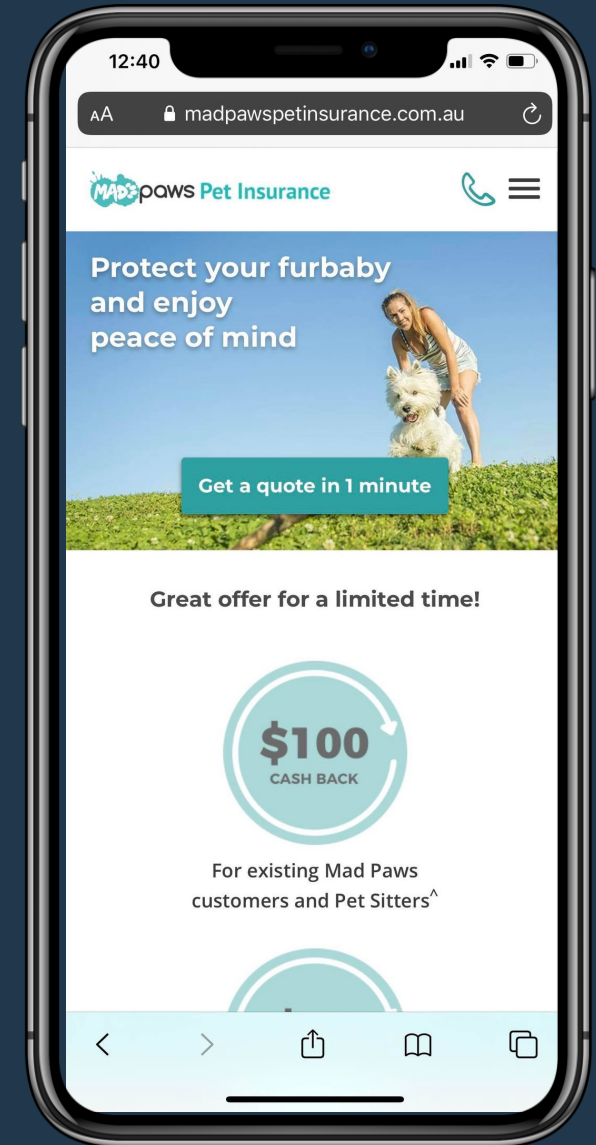 12:40
AA madpawspetinsurance.com.au
MAD paws Pet Insurance
Protect your furbaby
and enjoy
peace of mind
Get a quote in 1 minute
Great offer for a limited time!
$100
CASH BACK
For existing Mad Paws
customers and Pet Sitters^